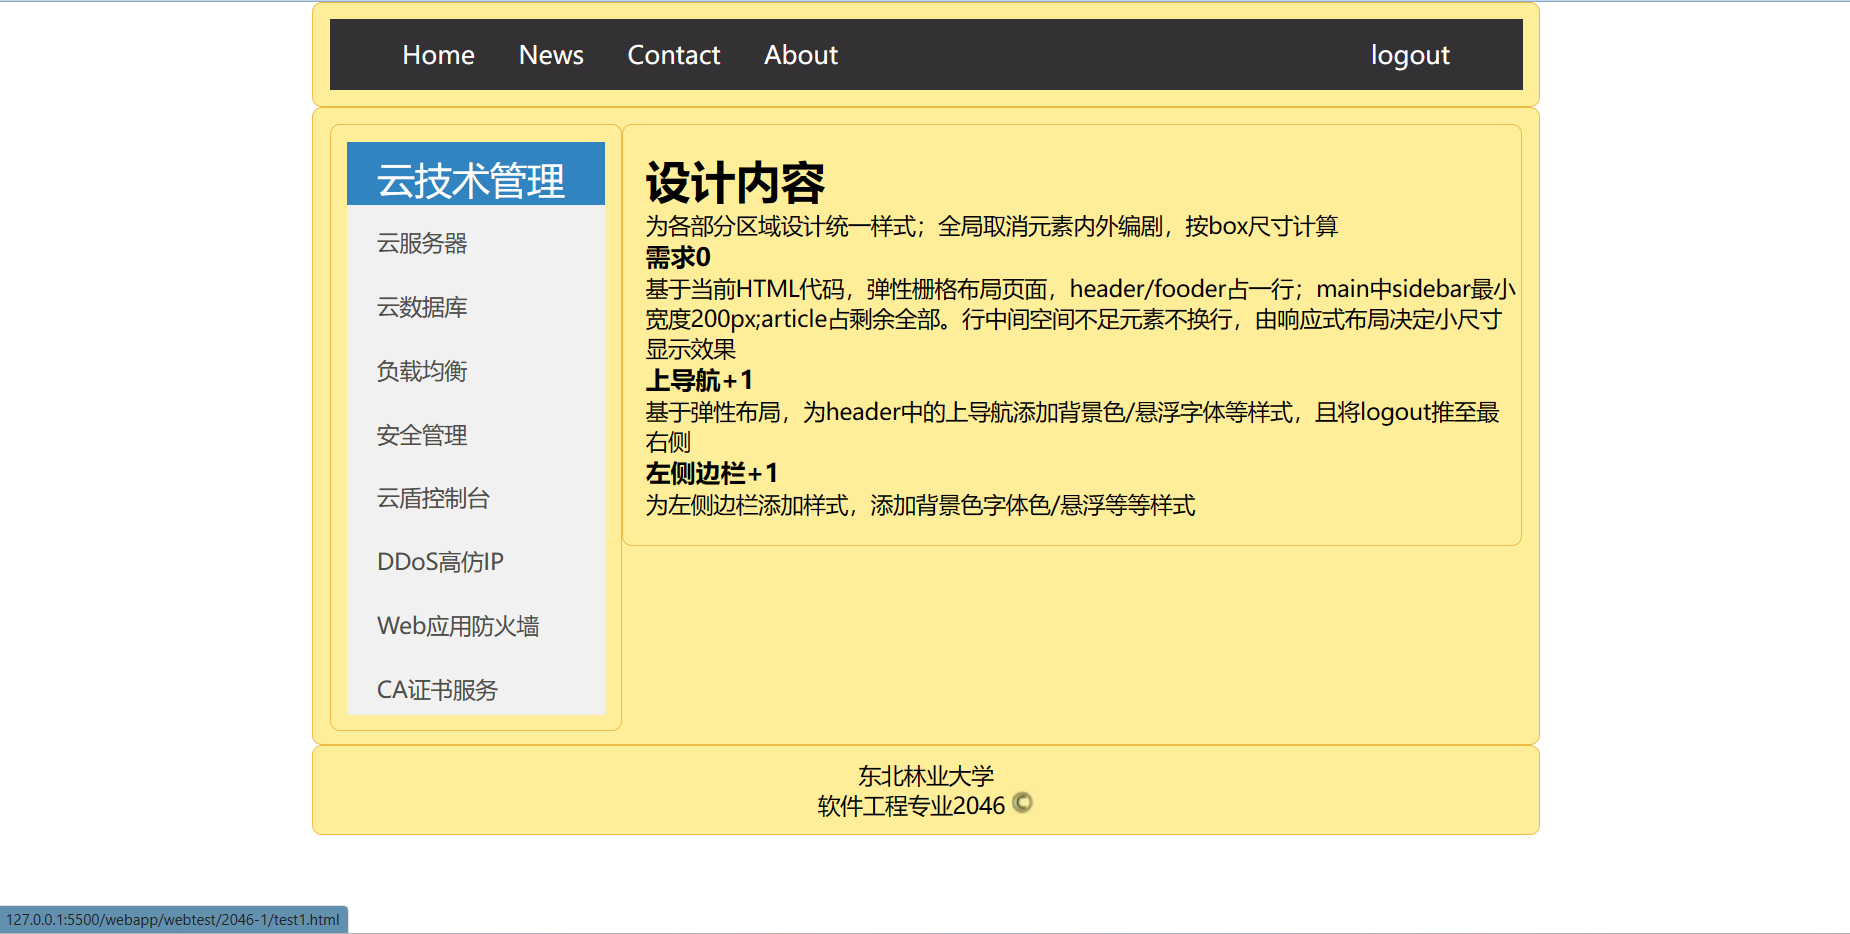 Home News Contact About logout
云技术管理
云服务器
云数据库
负载均衡
安全管理
云盾控制台
DDoS高仿IP
Web应用防火墙
CA证书服务
设计内容
为各部分区域设计统一样式；全局取消元素内外编剧，按box尺寸计算
需求0
基于当前HTML代码，弹性栅格布局页面，header/fooder占一行；main中sidebar最小
宽度200px;article占剩余全部。行中间空间不足元素不换行，由响应式布局决定小尺寸
显示效果
上导航+1
基于弹性布局，为header中的上导航添加背景色/悬浮字体等样式，且将logout推至最
右侧
左侧边栏+1
为左侧边栏添加样式，添加背景色字体色/悬浮等等样式
东北林业大学
软件工程专业2046 ©
127.0.0.1:5500/webapp/webtest/2046-1/test1.html